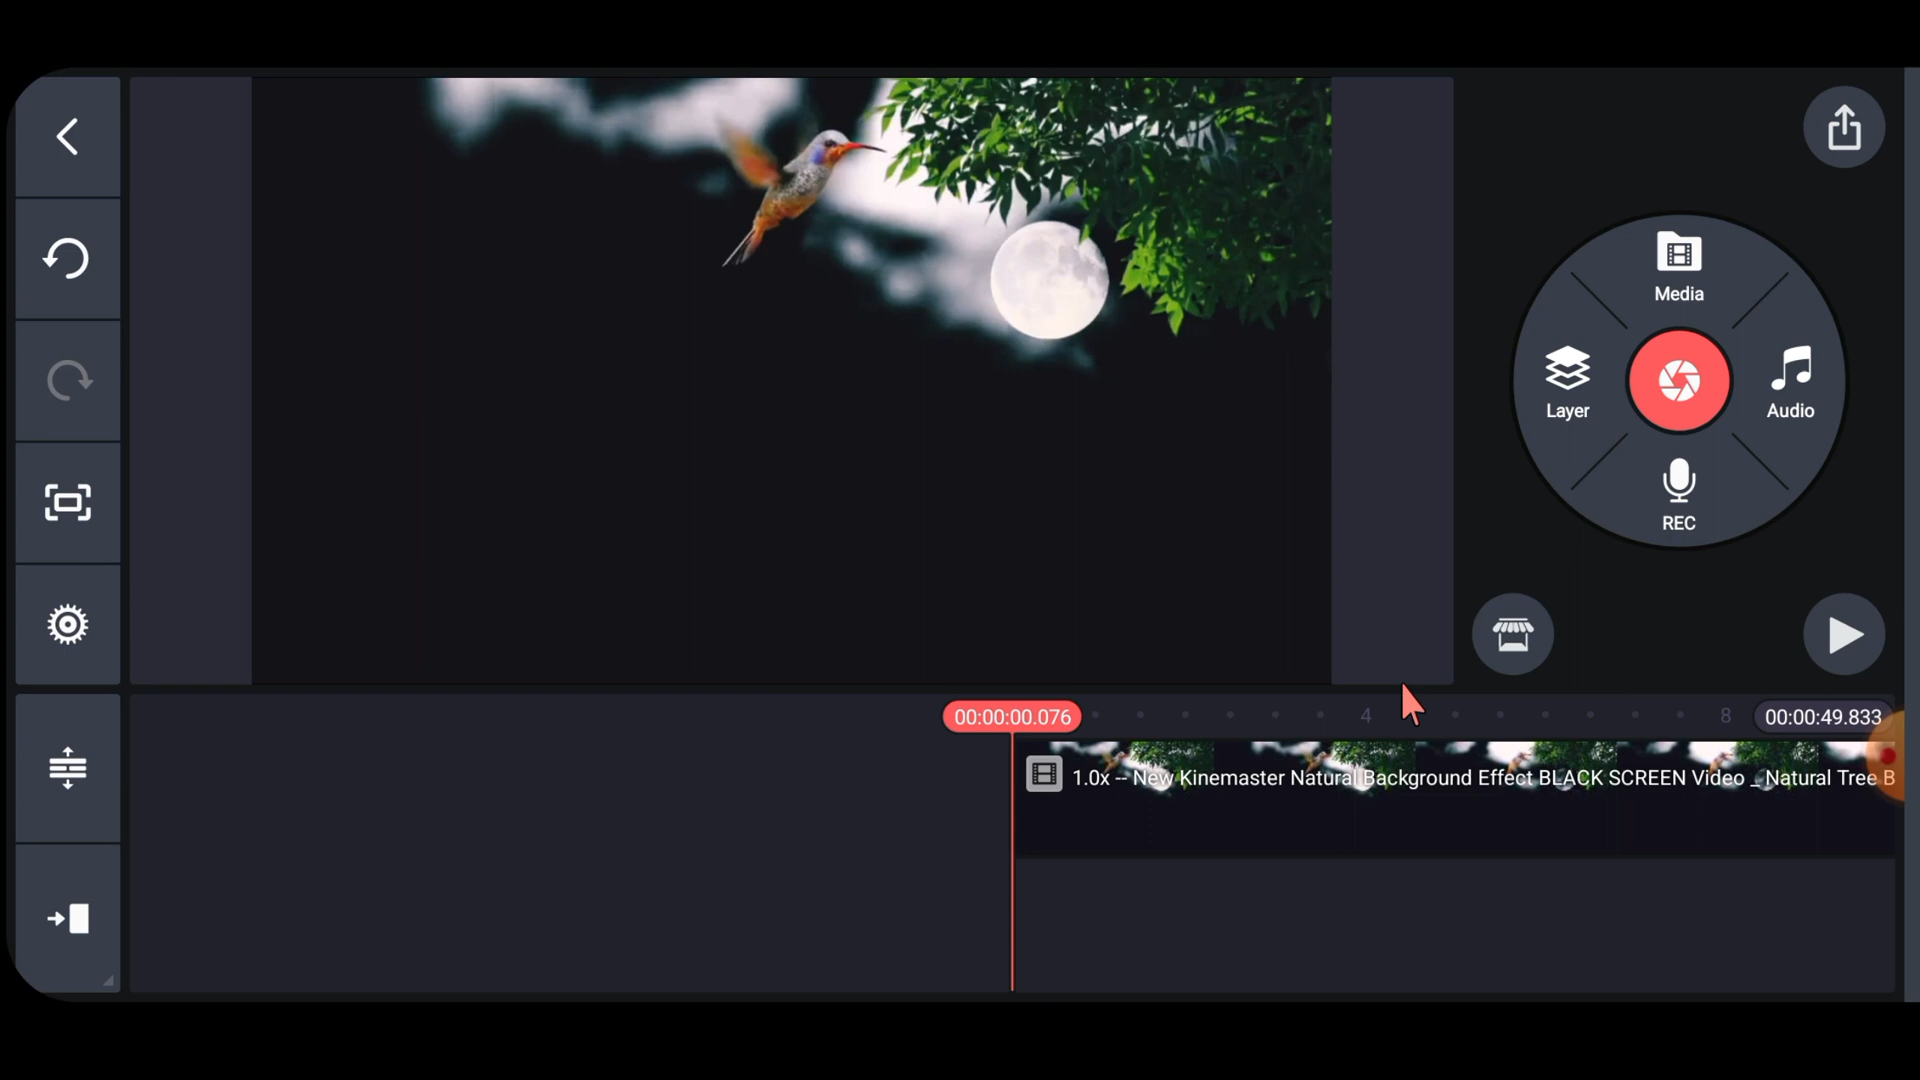 Media
Layer
Audio
REC
00:00:00.076
4
8
00:00:49.833
1.0x -- New Kinemaster Natural Background Effect BLACK SCREEN Video _ Natural Tree B